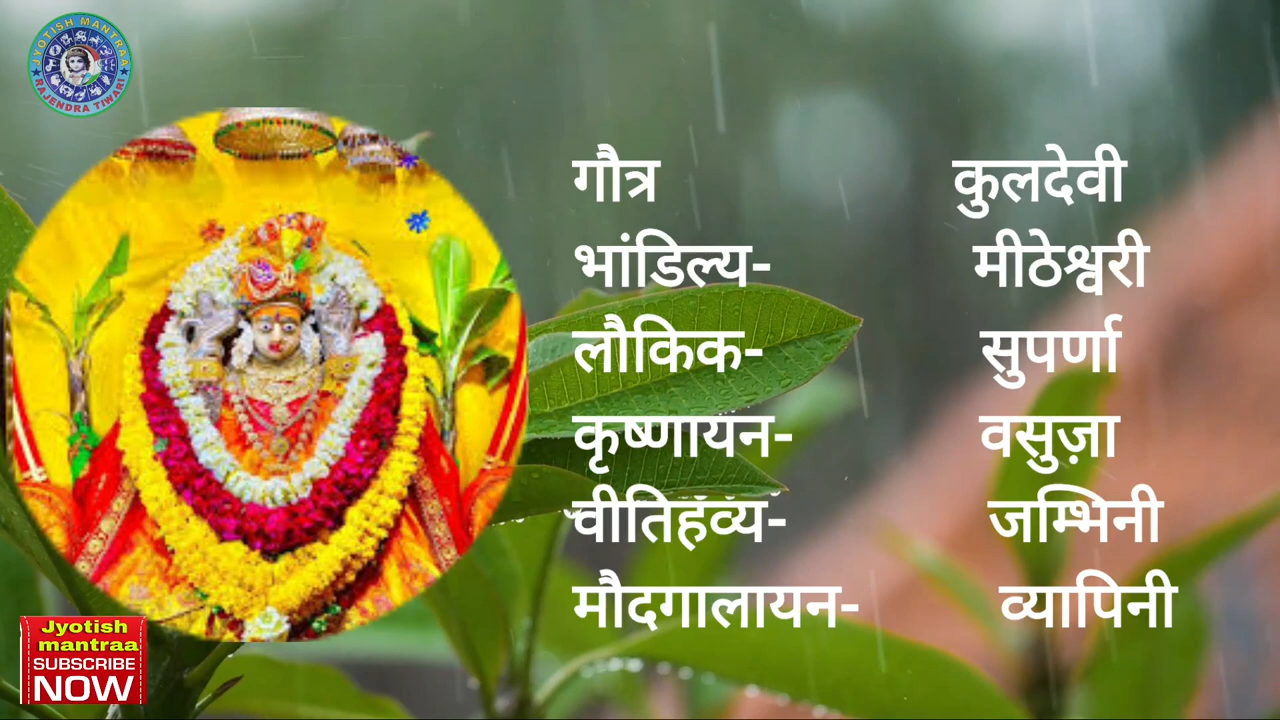 JYOTISH MANTRAA
RAJENDRA TIWARI
गौत्र कुलदेवी
भांडिल्य- मीठेश्वरी
लौकिक- सुपर्णा
कृष्णायन- वसुज़ा
वीतिहव्य- जम्भिनी
मौदगालायन- व्यापिनी
Jyotish
mantraa
SUBSCRIBE
NOW